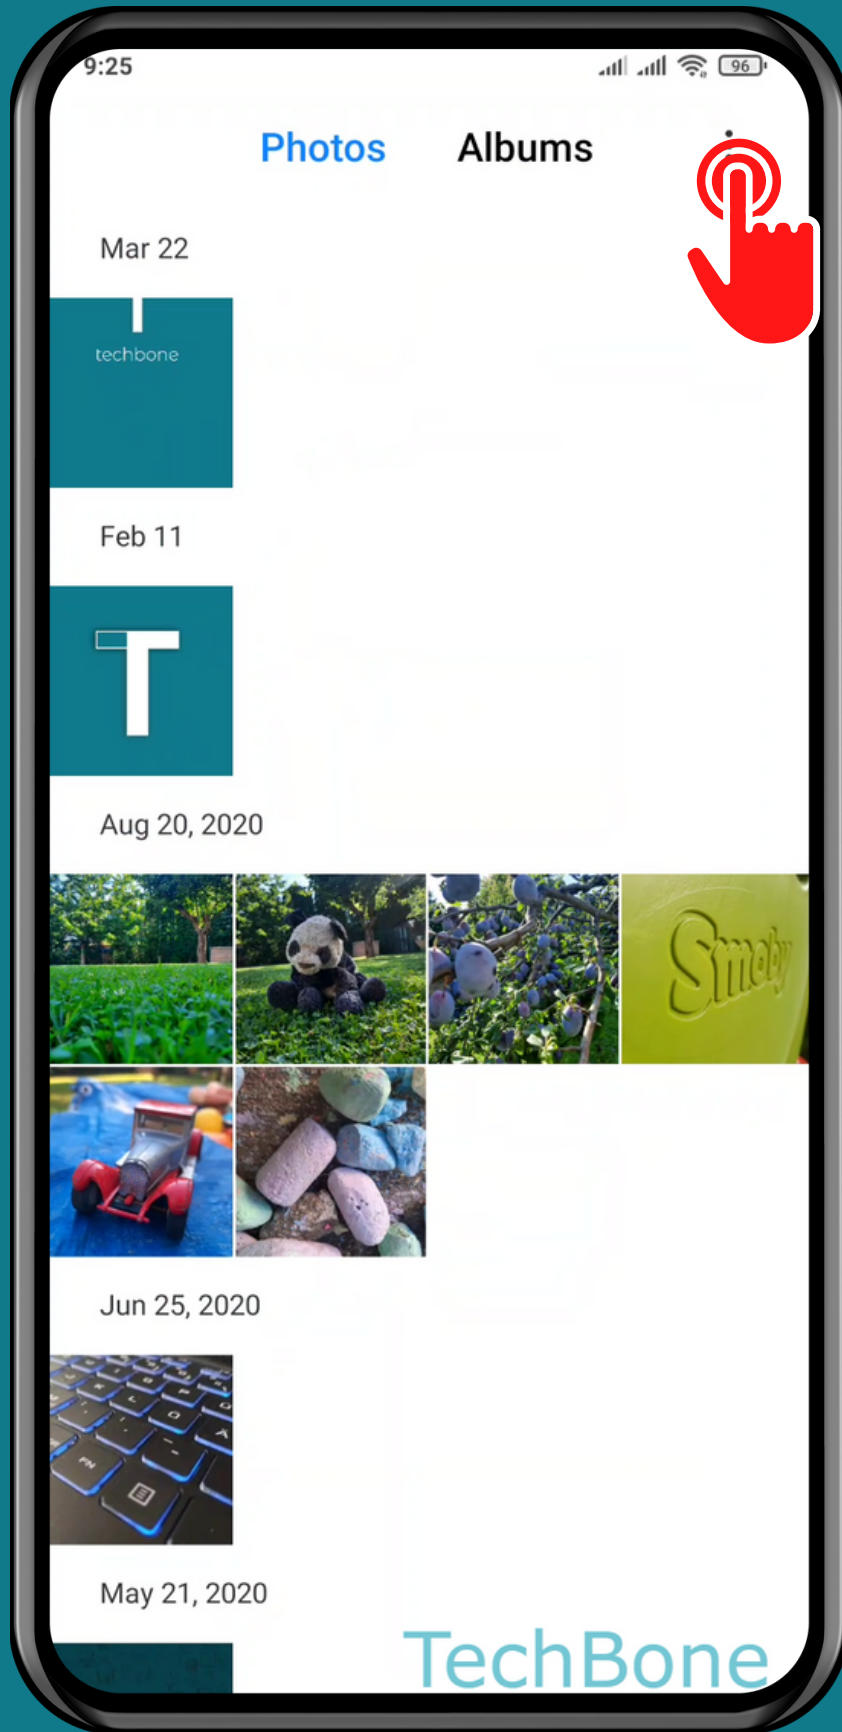 9:25
96
Photos Albums
Mar 22
techbone
Feb 11
T
Aug 20, 2020
Smoby
Jun 25, 2020
FN
May 21, 2020
TechBone